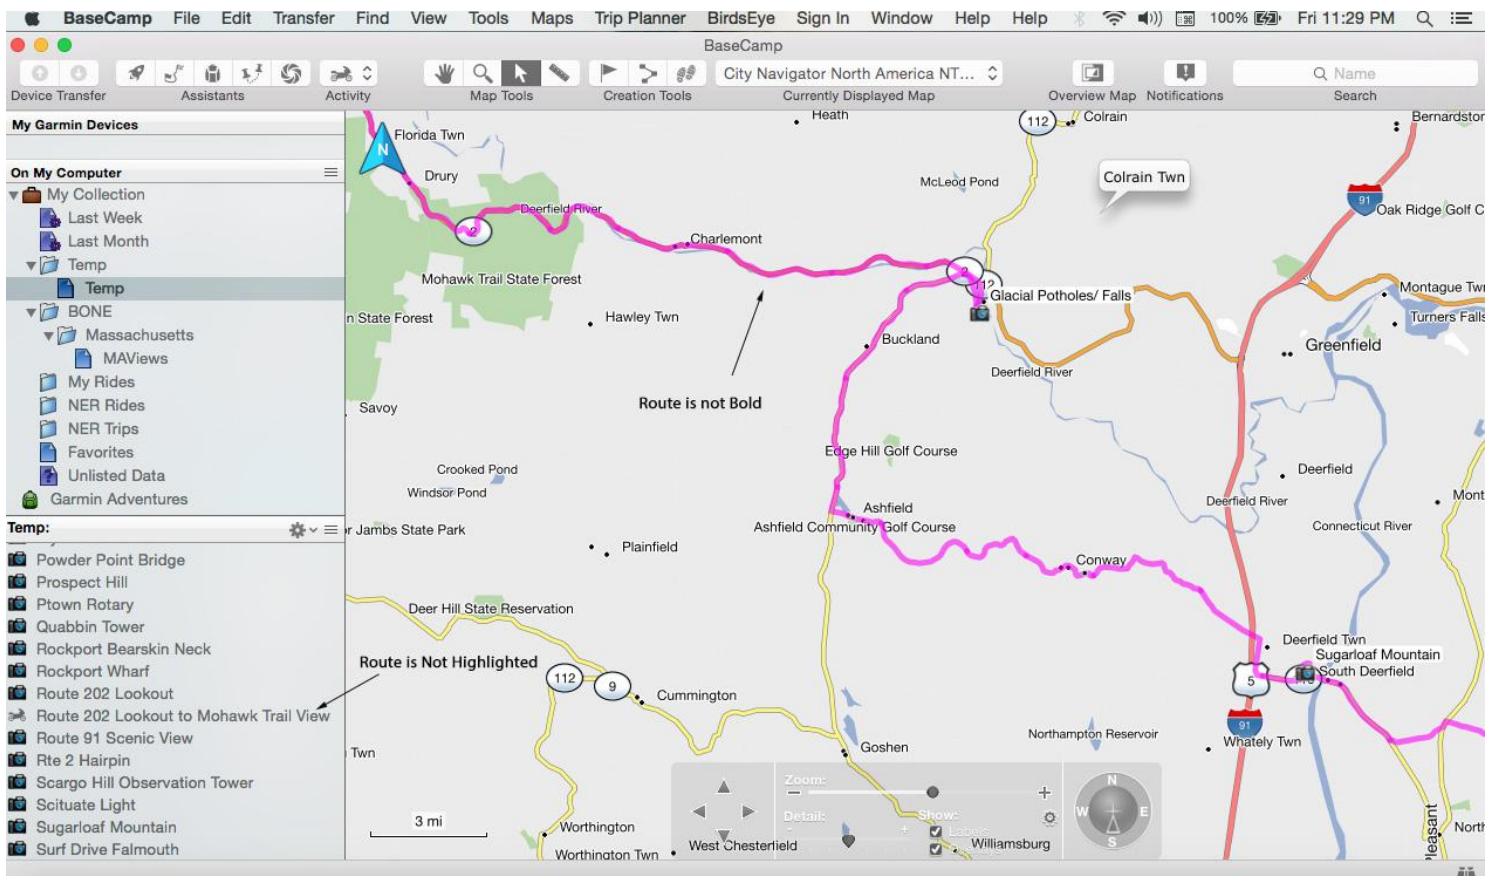 BaseCamp File Edit Transfer Find View Tools Maps Trip Planner BirdsEye Sign In Window Help Help 100% Fri 11:29 PM
BaseCamp
City Navigator North America NT...
Name
Device Transfer Assistants Activity Map Tools Creation Tools Currently Displayed Map Overview Map Notifications Search
My Garmin Devices
On My Computer
My Collection
Last Week
Last Month
Temp
Temp
BONE
Massachusetts
MAViews
My Rides
NER Rides
NER Trips
Favorites
Unlisted Data
Garmin Adventures
Temp:
Powder Point Bridge
Prospect Hill
Ptown Rotary
Quabbin Tower
Rockport Bearskin Neck
Rockport Wharf
Route 202 Lookout
Route 202 Lookout to Mohawk Trail View
Route 91 Scenic View
Rte 2 Hairpin
Scargo Hill Observation Tower
Scituate Light
Sugarloaf Mountain
Surf Drive Falmouth
Heath
112
Colrain
Bernardston
N
Florida Twn
Drury
McLeod Pond
Colrain Twn
91
Oak Ridge Golf C
Deerfield River
2
Charlemont
Mohawk Trail State Forest
2
112
Glacial Potholes/ Falls
Montague Twn
n State Forest
Hawley Twn
Turners Falls
Buckland
Greenfield
Deerfield River
Savoy
Route is not Bold
Edge Hill Golf Course
Crooked Pond
Windsor Pond
Deerfield
Deerfield River
Mont
Ashfield
Ashfield Community Golf Course
Connecticut River
or Jambs State Park
Plainfield
Conway
Deer Hill State Reservation
Deerfield Twn
Sugarloaf Mountain
South Deerfield
Route is Not Highlighted
112
9
5
Cummington
91
Northampton Reservoir
Whately Twn
Twn
Goshen
Zoom:
Detail:
Show:
Labels
N
W
E
S
3 mi
Worthington
Worthington Twn
West Chesterfield
Williamsburg
Pleasant
North